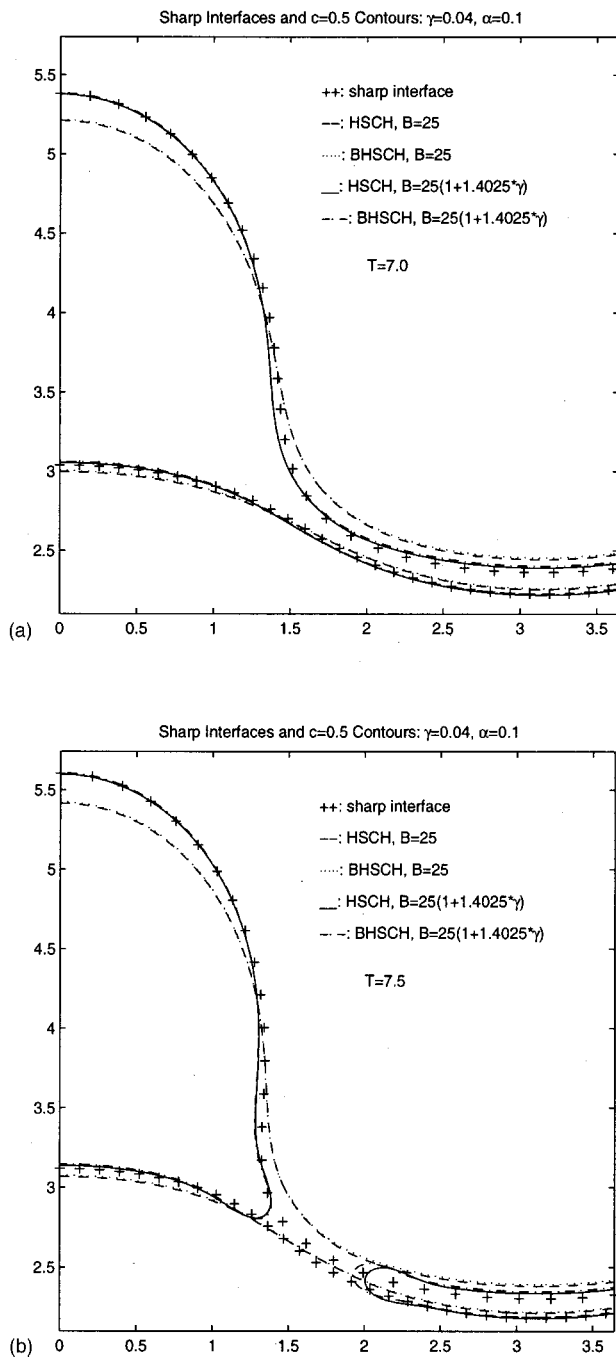 Sharp Interfaces and c=0.5 Contours: γ=0.04, α=0.1
5.5
++: sharp interface
--: HSCH, B=25
5
.......: BHSCH, B=25
__: HSCH, B=25(1+1.4025*γ)
4.5
-.-.: BHSCH, B=25(1+1.4025*γ)
T=7.0
4
3.5
3
2.5
(a)
0 0.5 1 1.5 2 2.5 3 3.5
Sharp Interfaces and c=0.5 Contours: γ=0.04, α=0.1
5.5
++: sharp interface
--: HSCH, B=25
5
.......: BHSCH, B=25
__: HSCH, B=25(1+1.4025*γ)
4.5
-.-.: BHSCH, B=25(1+1.4025*γ)
T=7.5
4
3.5
3
2.5
(b)
0 0.5 1 1.5 2 2.5 3 3.5